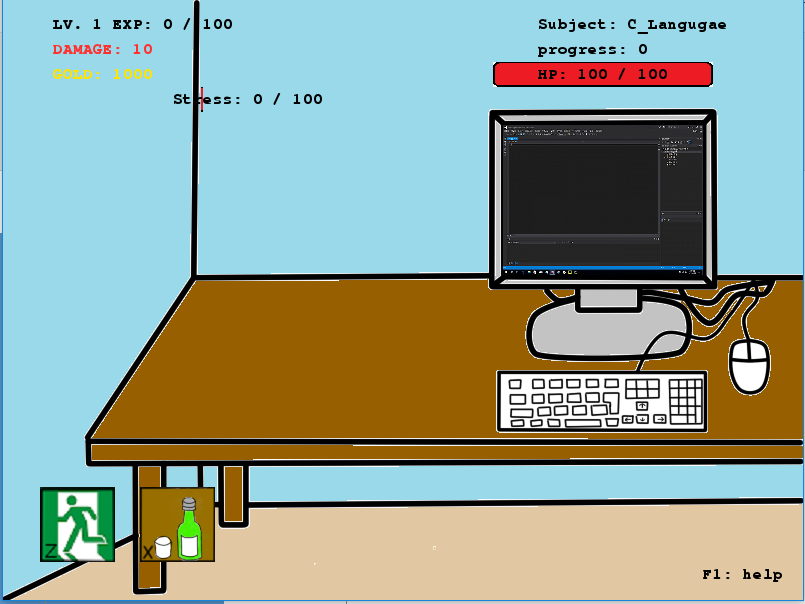 LV. 1 EXP: 0 / 100
DAMAGE: 10
GOLD: 1000
Stress: 0 / 100
Subject: C_Langugae
progress: 0
HP: 100 / 100
Z
X
F1: help